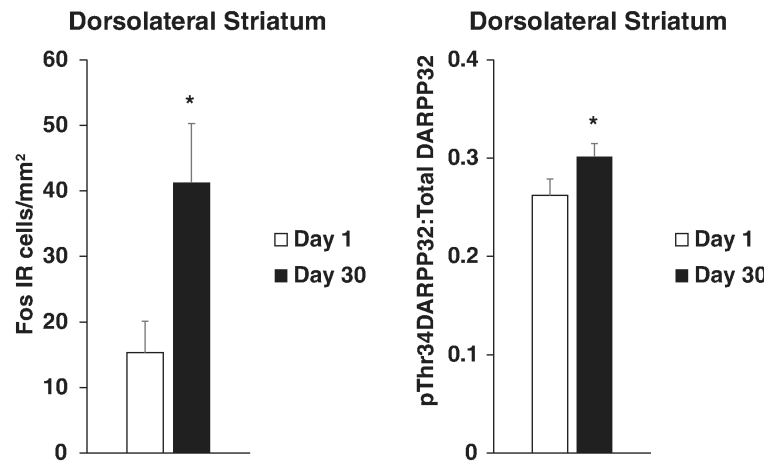 Dorsolateral Striatum
60
50
40
30
20
10
0
Fos IR cells/mm²
*
Day 1
Day 30
Dorsolateral Striatum
0.4
0.3
0.2
0.1
0
pThr34DARPP32:Total DARPP32
*
Day 1
Day 30